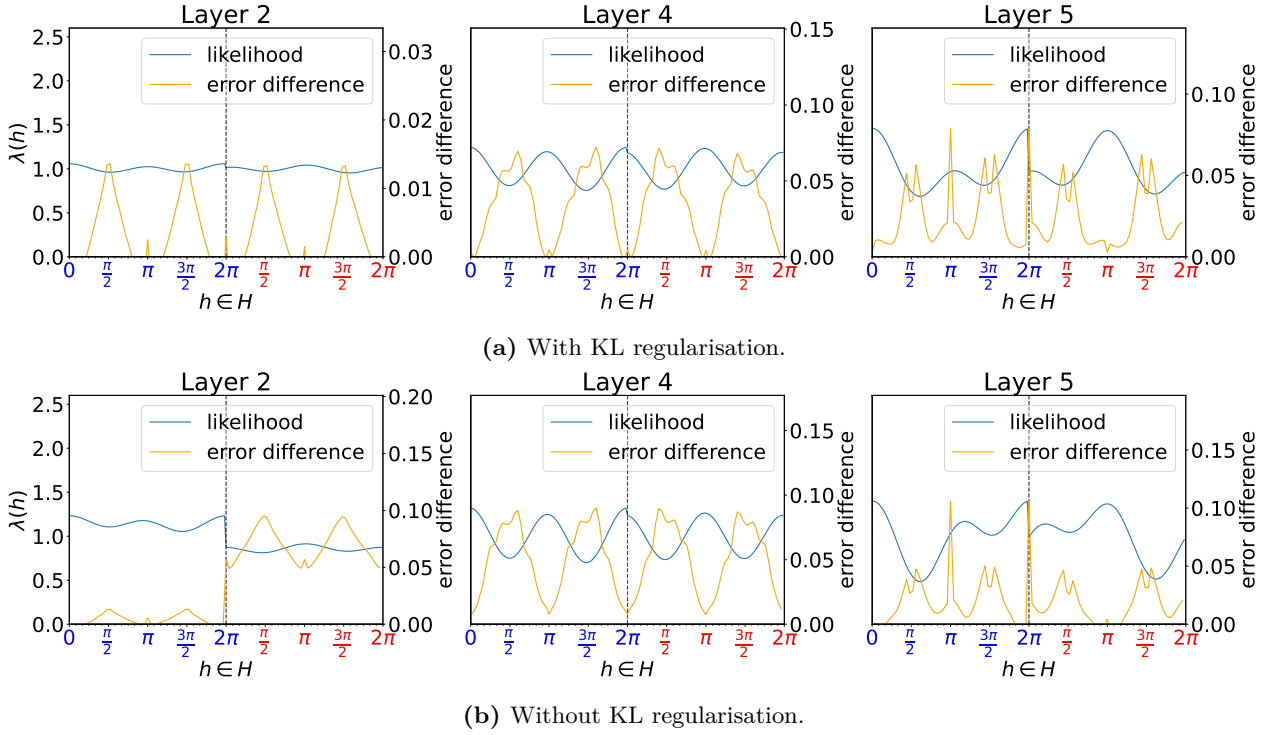 Layer 2 Layer 4 Layer 5
2.5 2.0 1.5 1.0 0.5 0.0
λ(h)
likelihood
error difference
0.03 0.02 0.01 0.00
error difference
0 π/2 π 3π/2 2π π/2 π 3π/2 2π
h ∈ H
likelihood
error difference
0.15 0.10 0.05 0.00
error difference
0 π/2 π 3π/2 2π π/2 π 3π/2 2π
h ∈ H
likelihood
error difference
0.10 0.05 0.00
0 π/2 π 3π/2 2π π/2 π 3π/2 2π
h ∈ H
(a) With KL regularisation.
Layer 2 Layer 4 Layer 5
2.5 2.0 1.5 1.0 0.5 0.0
λ(h)
likelihood
error difference
0.20 0.15 0.10 0.05 0.00
error difference
0 π/2 π 3π/2 2π π/2 π 3π/2 2π
h ∈ H
likelihood
error difference
0.15 0.10 0.05 0.00
error difference
0 π/2 π 3π/2 2π π/2 π 3π/2 2π
h ∈ H
likelihood
error difference
0.15 0.10 0.05 0.00
0 π/2 π 3π/2 2π π/2 π 3π/2 2π
h ∈ H
(b) Without KL regularisation.